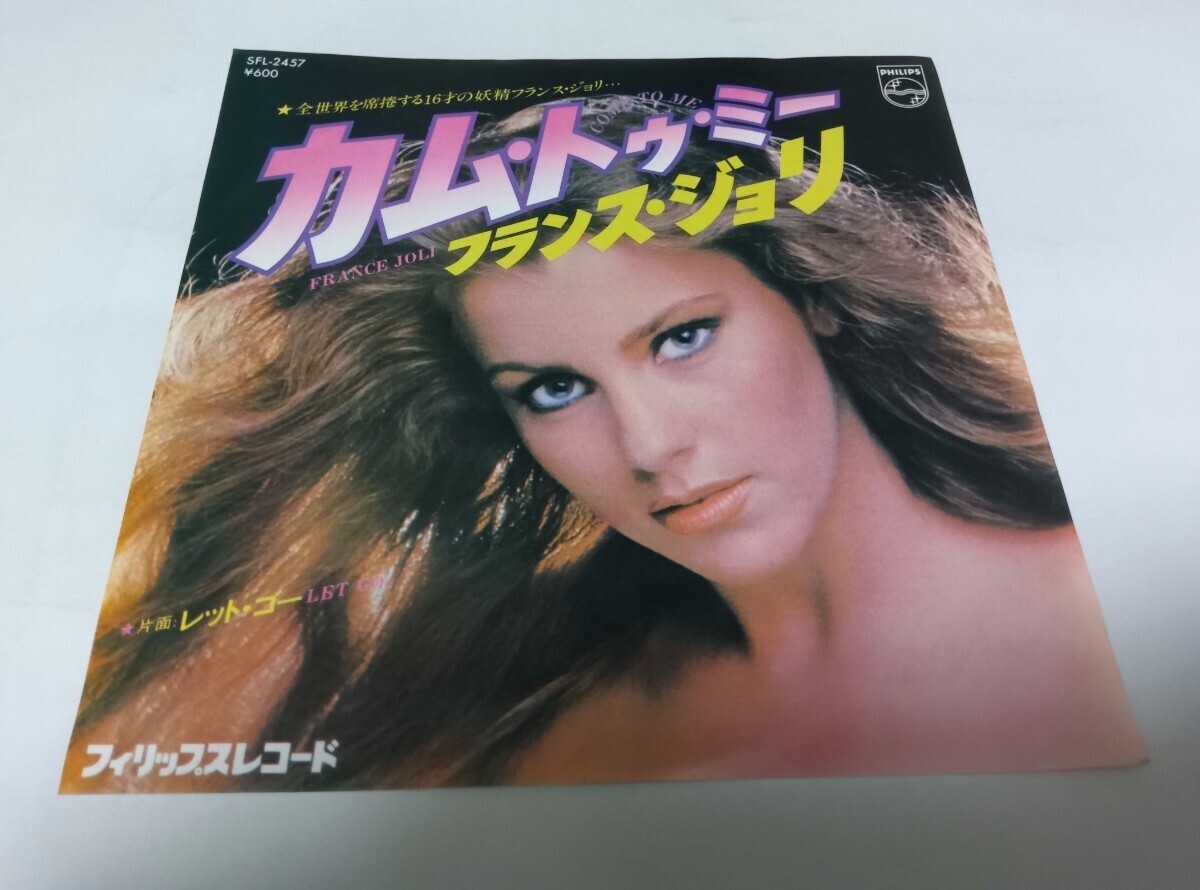 SFL-2457
¥600
PHILIPS
★全世界を席捲する16才の妖精フランス・ジョリ…
COME TO ME
カム・トゥ・ミー
フランス・ジョリ
FRANCE JOLI
★片面:レット・ゴー LET GO
フィリップスレコード